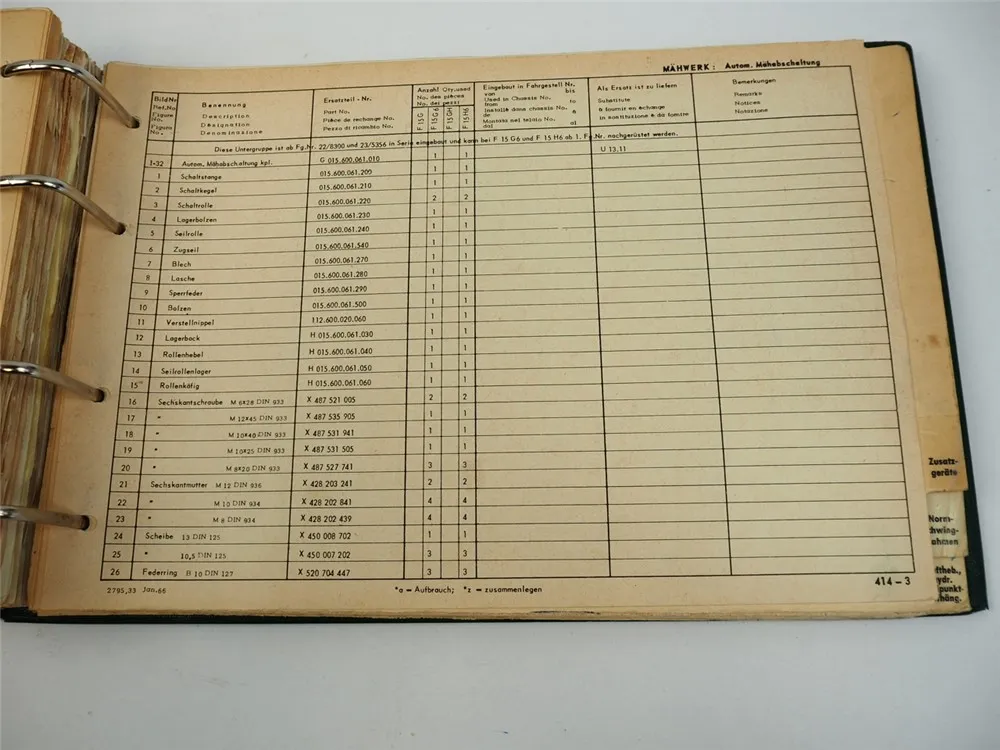 MÄHWERK: Autom. Mähabschaltung
Bild Nr. Benennung Ersatzteil - Nr. Anzahl Qty. used Eingebaut in Fahrgestell Nr. Als Ersatz ist zu liefern Bemerkungen
Ref. No. Description Part No. No. des pièces von bis Substitute Remarks
Figure No. Désignation Pièce de rechange No. No. dei pezzi Used in Chassis No. à fournir en échange Notices
Figura No. Denominazione Pezzo di ricambio No. from to in sostituzione è da fornire Notazione
Installé dans chassis No.
de à
Montato nel telaio No.
dal al
F 15 G F 15 G6 F 15 GH F 15 H6
Diese Untergruppe ist ab Fg.Nr. 22/8300 und 23/5356 in Serie eingebaut und kann bei F 15 G6 und F 15 H6 ab 1. Fg.Nr. nachgerüstet werden.
1-32 Autom. Mähabschaltung kpl. G 015.600.061.010 1 1 U 13.11
1 Schaltstange 015.600.061.200 1 1
2 Schaltkegel 015.600.061.210 1 1
3 Schaltrolle 015.600.061.220 2 2
4 Lagerbolzen 015.600.061.230 1 1
5 Seilrolle 015.600.061.240 1 1
6 Zugseil 015.600.061.540 1 1
7 Blech 015.600.061.270 1 1
8 Lasche 015.600.061.280 1 1
9 Sperrfeder 015.600.061.290 1 1
10 Bolzen 015.600.061.500 1 1
11 Verstellnippel 112.600.020.060 1 1
12 Lagerbock H 015.600.061.030 1 1
13 Rollenhebel H 015.600.061.040 1 1
14 Seilrollenlager H 015.600.061.050 1 1
15 Rollenkäfig H 015.600.061.060 1 1
16 Sechskantschraube M 6x28 DIN 933 X 487 521 005 2 2
17 " M 12x45 DIN 933 X 487 535 905 1 1
18 " M 10x40 DIN 933 X 487 531 941 1 1
19 " M 10x25 DIN 933 X 487 531 505 1 1
20 " M 8x20 DIN 933 X 487 527 741 3 3
21 Sechskantmutter M 12 DIN 936 X 428 203 241 2 2
22 " M 10 DIN 934 X 428 202 841 4 4
23 " M 8 DIN 934 X 428 202 439 4 4
24 Scheibe 13 DIN 125 X 450 008 702 1 1
25 " 10,5 DIN 125 X 450 007 202 3 3
26 Federring B 10 DIN 127 X 520 704 447 3 3
2795,33 Jan.66 *a = Aufbrauch; *z = zusammenlegen 414-3
Zusatz-
geräte
Norm-